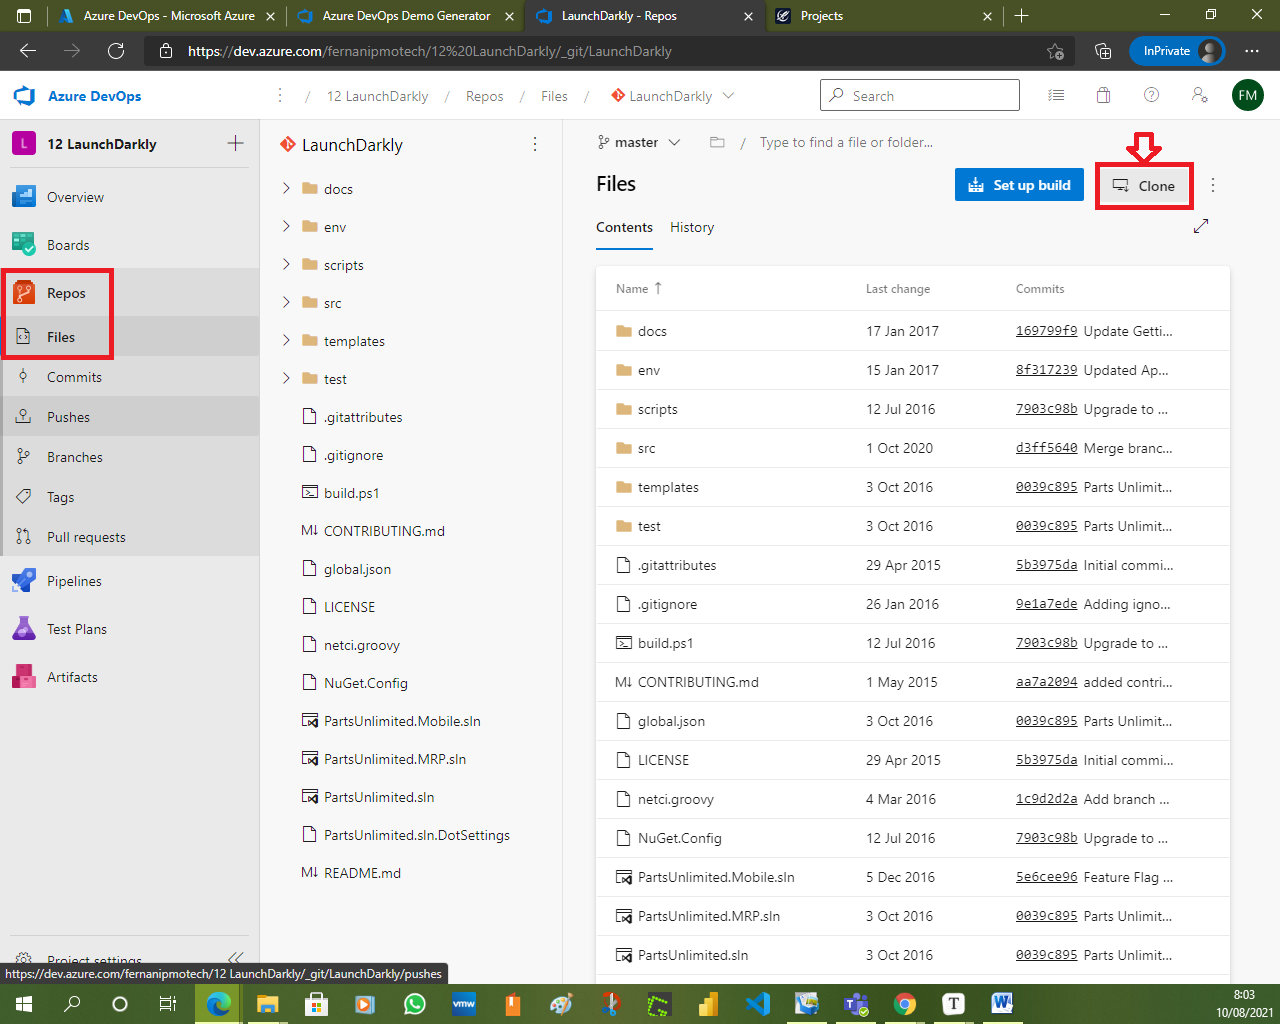 Azure DevOps - Microsoft Azure
Azure DevOps Demo Generator
LaunchDarkly - Repos
Projects
https://dev.azure.com/fernanipmotech/12%20LaunchDarkly/_git/LaunchDarkly
InPrivate
Azure DevOps
/ 12 LaunchDarkly / Repos / Files / LaunchDarkly
Search
FM
L 12 LaunchDarkly
Overview
Boards
Repos
Files
Commits
Pushes
Branches
Tags
Pull requests
Pipelines
Test Plans
Artifacts
Project settings
https://dev.azure.com/fernanipmotech/12 LaunchDarkly/_git/LaunchDarkly/pushes
LaunchDarkly
docs
env
scripts
src
templates
test
.gitattributes
.gitignore
build.ps1
M↓ CONTRIBUTING.md
global.json
LICENSE
netci.groovy
NuGet.Config
PartsUnlimited.Mobile.sln
PartsUnlimited.MRP.sln
PartsUnlimited.sln
PartsUnlimited.sln.DotSettings
M↓ README.md
master / Type to find a file or folder...
Files
Set up build
Clone
Contents History
Name ↑ Last change Commits
docs 17 Jan 2017 169799f9 Update Getti...
env 15 Jan 2017 8f317239 Updated Ap...
scripts 12 Jul 2016 7903c98b Upgrade to ...
src 1 Oct 2020 d3ff5640 Merge branc...
templates 3 Oct 2016 0039c895 Parts Unlimit...
test 3 Oct 2016 0039c895 Parts Unlimit...
.gitattributes 29 Apr 2015 5b3975da Initial commi...
.gitignore 26 Jan 2016 9e1a7ede Adding igno...
build.ps1 12 Jul 2016 7903c98b Upgrade to ...
M↓ CONTRIBUTING.md 1 May 2015 aa7a2094 added contri...
global.json 3 Oct 2016 0039c895 Parts Unlimit...
LICENSE 29 Apr 2015 5b3975da Initial commi...
netci.groovy 4 Mar 2016 1c9d2d2a Add branch ...
NuGet.Config 12 Jul 2016 7903c98b Upgrade to ...
PartsUnlimited.Mobile.sln 5 Dec 2016 5e6cee96 Feature Flag ...
PartsUnlimited.MRP.sln 3 Oct 2016 0039c895 Parts Unlimit...
PartsUnlimited.sln 3 Oct 2016 0039c895 Parts Unlimit...
vmw
T
W
8:03
10/08/2021